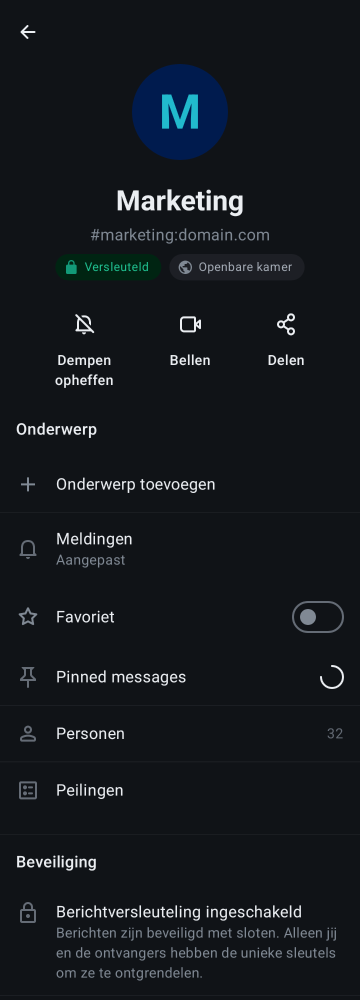 M
Marketing
#marketing:domain.com
Versleuteld Openbare kamer
Dempen opheffen
Bellen
Delen
Onderwerp
Onderwerp toevoegen
Meldingen
Aangepast
Favoriet
Pinned messages
Personen 32
Peilingen
Beveiliging
Berichtversleuteling ingeschakeld
Berichten zijn beveiligd met sloten. Alleen jij
en de ontvangers hebben de unieke sleutels
om ze te ontgrendelen.